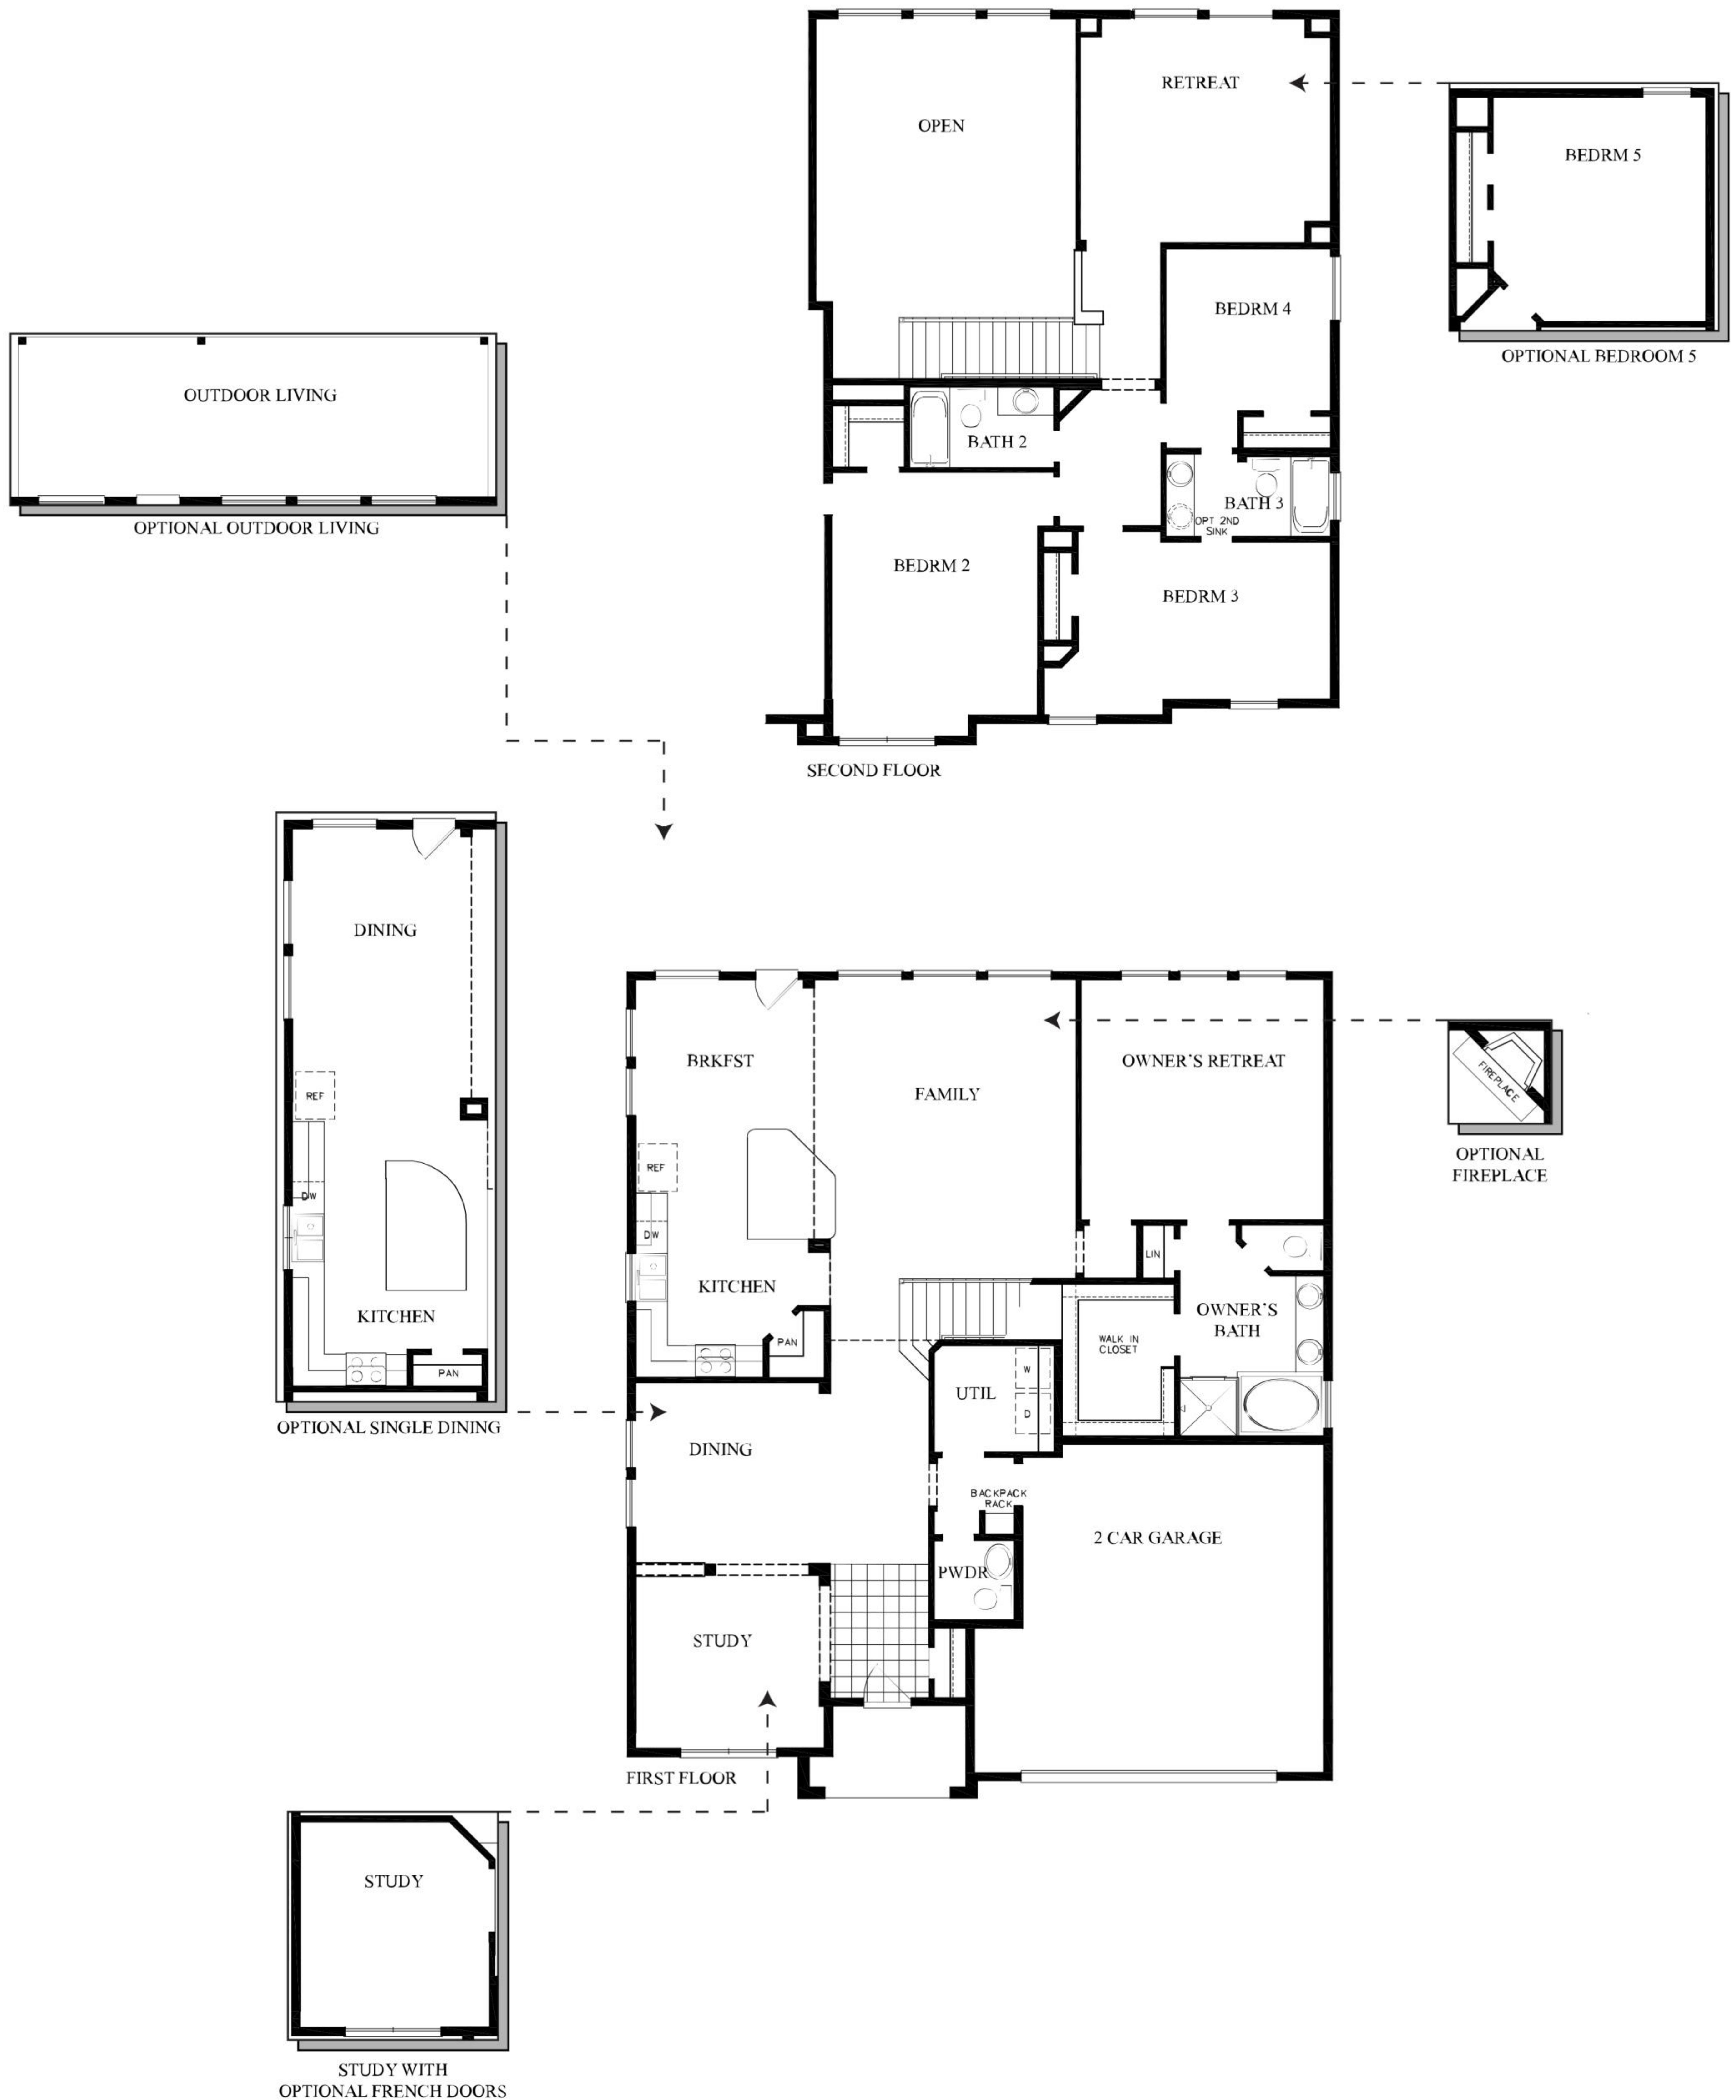 RETREAT
OPEN
BEDRM 5
BEDRM 4
OPTIONAL BEDROOM 5
OUTDOOR LIVING
BATH 2
BATH 3
OPT 2ND
SINK
OPTIONAL OUTDOOR LIVING
BEDRM 2
BEDRM 3
SECOND FLOOR
DINING
REF
DW
KITCHEN
PAN
OPTIONAL SINGLE DINING
BRKFST
FAMILY
OWNER'S RETREAT
FIREPLACE
OPTIONAL
FIREPLACE
REF
DW
KITCHEN
PAN
LIN
OWNER'S
BATH
WALK IN
CLOSET
W
D
UTIL
DINING
BACKPACK
RACK
2 CAR GARAGE
PWDR
STUDY
FIRST FLOOR
STUDY
STUDY WITH
OPTIONAL FRENCH DOORS